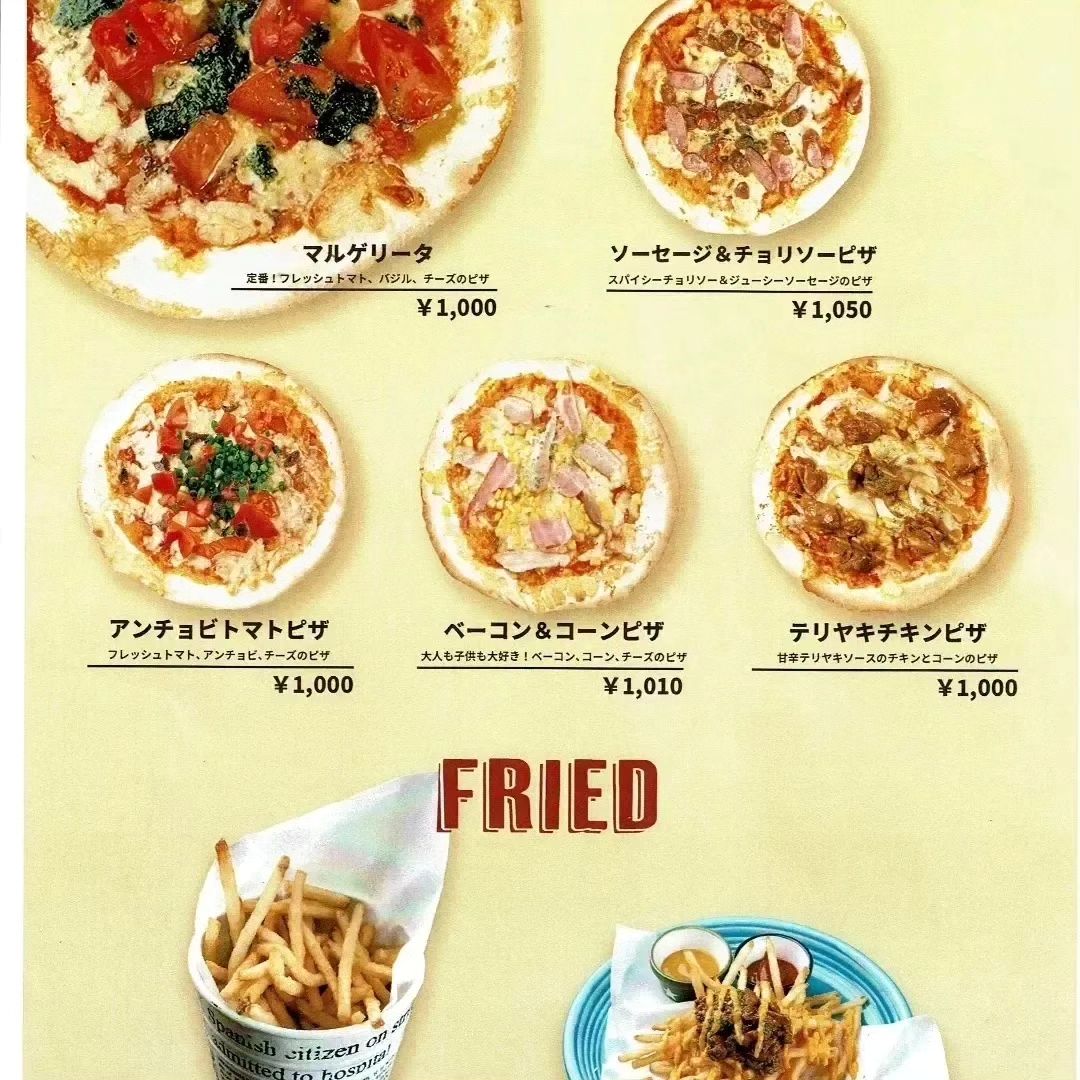 マルゲリータ
定番！フレッシュトマト、バジル、チーズのピザ
￥1,000
ソーセージ＆チョリソーピザ
スパイシーチョリソー＆ジューシーソーセージのピザ
￥1,050
アンチョビトマトピザ
フレッシュトマト、アンチョビ、チーズのピザ
￥1,000
ベーコン＆コーンピザ
大人も子供も大好き！ベーコン、コーン、チーズのピザ
￥1,010
テリヤキチキンピザ
甘辛テリヤキソースのチキンとコーンのピザ
￥1,000
FRIED
Spanish citizen on
admitted to hospital